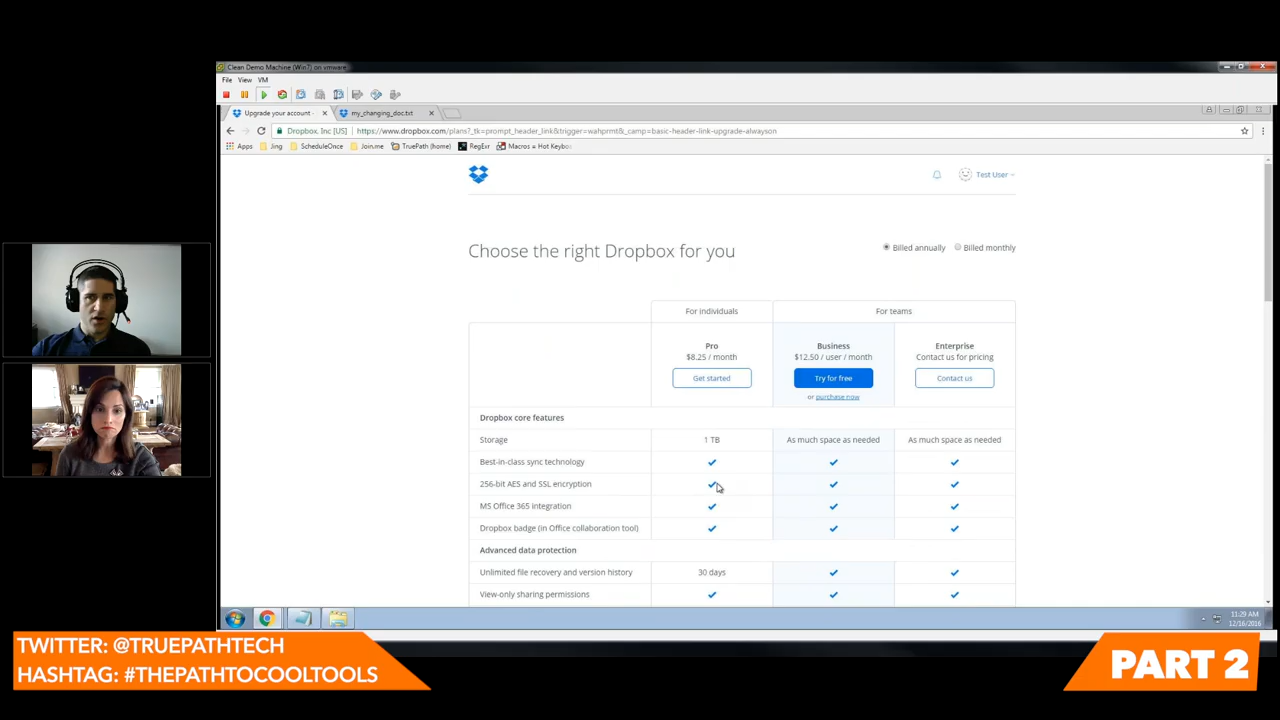 Clean Demo Machine (Win7) on vmware
File View VM
Upgrade your account -
my_changing_doc.txt
Dropbox, Inc [US]
https://www.dropbox.com/plans?_tk=prompt_header_link&trigger=wahprmt&_camp=basic-header-link-upgrade-alwayson
Apps Jing ScheduleOnce Join.me TruePath (home) RegExr Macros = Hot Keybo
Test User
Choose the right Dropbox for you
Billed annually Billed monthly
For individuals For teams
Pro Business Enterprise
$8.25 / month $12.50 / user / month Contact us for pricing
Get started Try for free Contact us
or purchase now
Dropbox core features
Storage 1 TB As much space as needed As much space as needed
Best-in-class sync technology
256-bit AES and SSL encryption
MS Office 365 integration
Dropbox badge (in Office collaboration tool)
Advanced data protection
Unlimited file recovery and version history 30 days
View-only sharing permissions
11:29 AM
12/16/2016
TWITTER: @TRUEPATHTECH
HASHTAG: #THEPATHTOCOOLTOOLS
PART 2